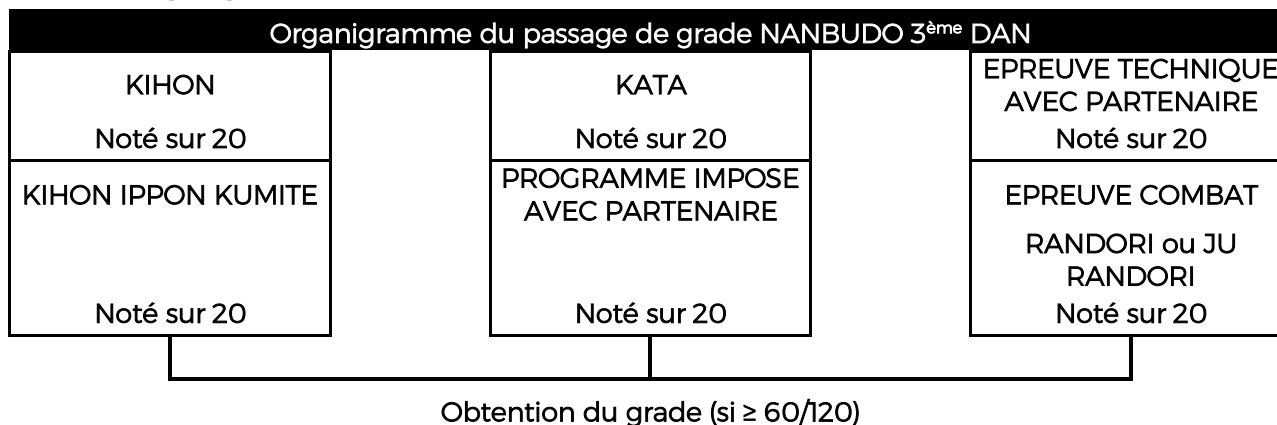 Organigramme du passage de grade NANBUDO 3ème DAN
KIHON
Noté sur 20
KATA
Noté sur 20
EPREUVE TECHNIQUE
AVEC PARTENAIRE
Noté sur 20
KIHON IPPON KUMITE
Noté sur 20
PROGRAMME IMPOSE
AVEC PARTENAIRE
Noté sur 20
EPREUVE COMBAT
RANDORI ou JU
RANDORI
Noté sur 20
Obtention du grade (si ≥ 60/120)